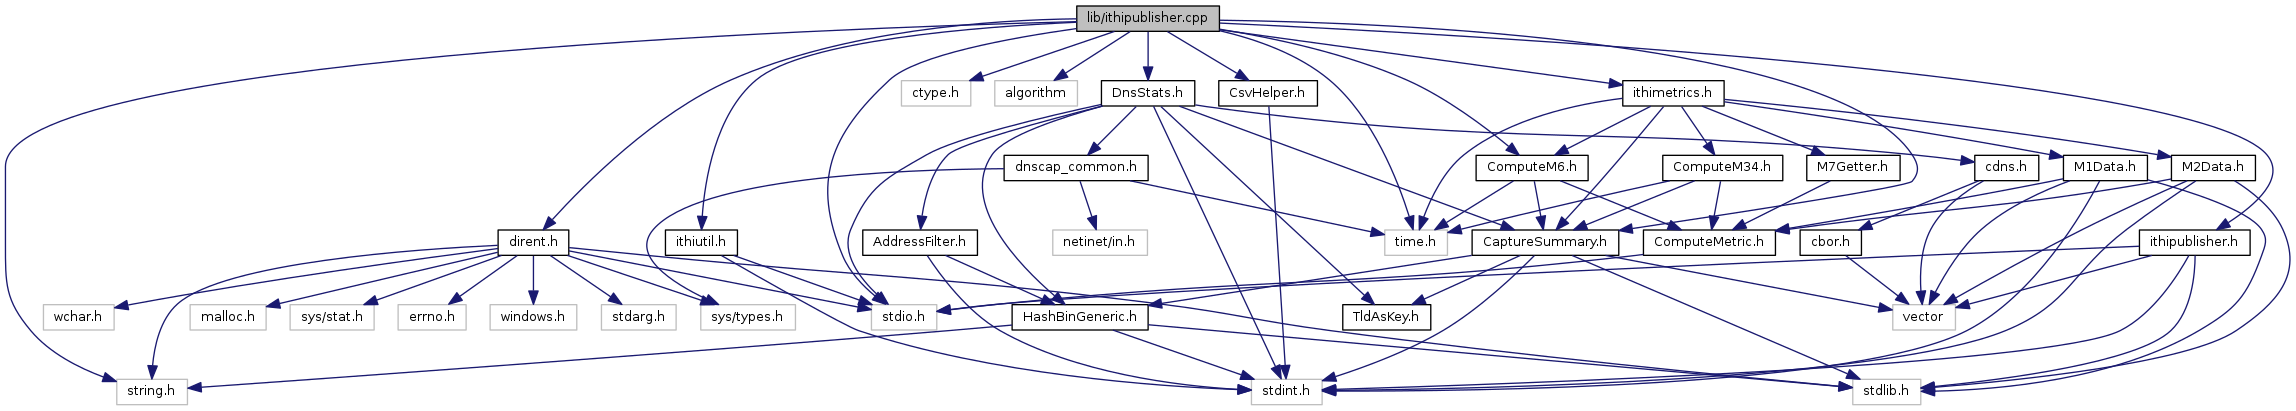 lib/ithipublisher.cpp
ctype.h
algorithm
DnsStats.h
CsvHelper.h
ithimetrics.h
dnscap_common.h
ComputeM6.h
ComputeM34.h
M7Getter.h
cdns.h
M1Data.h
M2Data.h
dirent.h
ithiutil.h
AddressFilter.h
netinet/in.h
time.h
CaptureSummary.h
ComputeMetric.h
cbor.h
ithipublisher.h
wchar.h
malloc.h
sys/stat.h
errno.h
windows.h
stdarg.h
sys/types.h
stdio.h
HashBinGeneric.h
TldAsKey.h
vector
string.h
stdint.h
stdlib.h